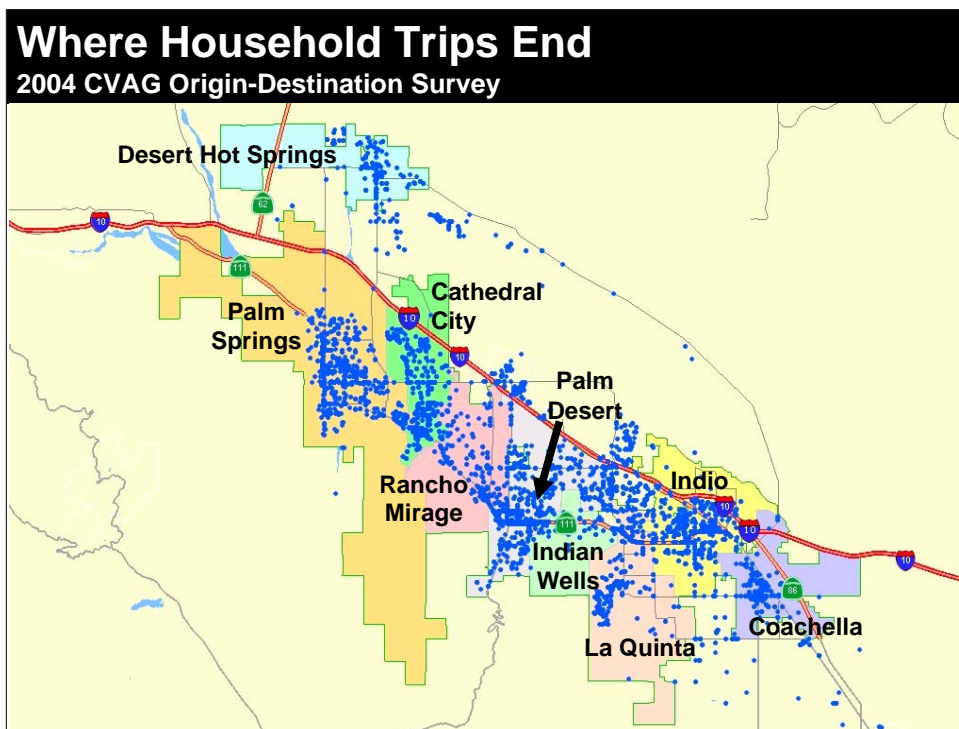 Where Household Trips End
2004 CVAG Origin-Destination Survey
Desert Hot Springs
62
10
111
Cathedral
City
10
Palm
Springs
10
Palm
Desert
Rancho
Mirage
Indio
10
111
10
Indian
Wells
10
86
Coachella
La Quinta